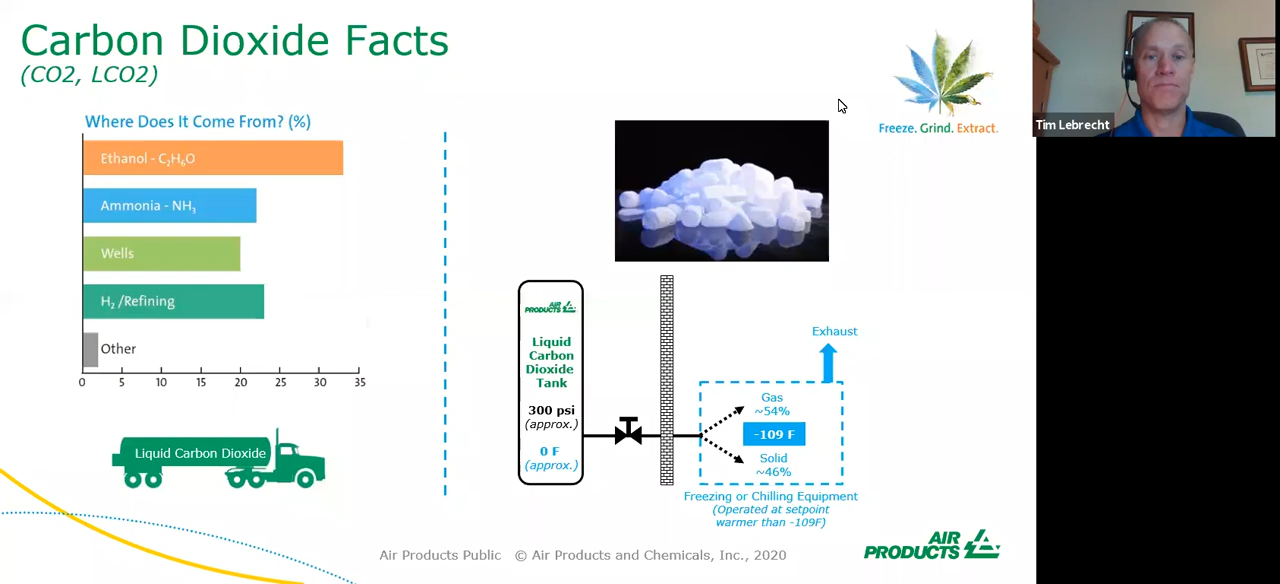 Carbon Dioxide Facts
(CO2, LCO2)
Where Does It Come From? (%)
Ethanol - C₂H₆O
Ammonia - NH₃
Wells
H₂ /Refining
Other
0 5 10 15 20 25 30 35
Liquid Carbon Dioxide
Freeze. Grind. Extract.
AIR
PRODUCTS
Liquid
Carbon
Dioxide
Tank
300 psi
(approx.)
0 F
(approx.)
Exhaust
Gas
~54%
-109 F
Solid
~46%
Freezing or Chilling Equipment
(Operated at setpoint
warmer than -109F)
Air Products Public © Air Products and Chemicals, Inc., 2020
AIR
PRODUCTS
Tim Lebrecht